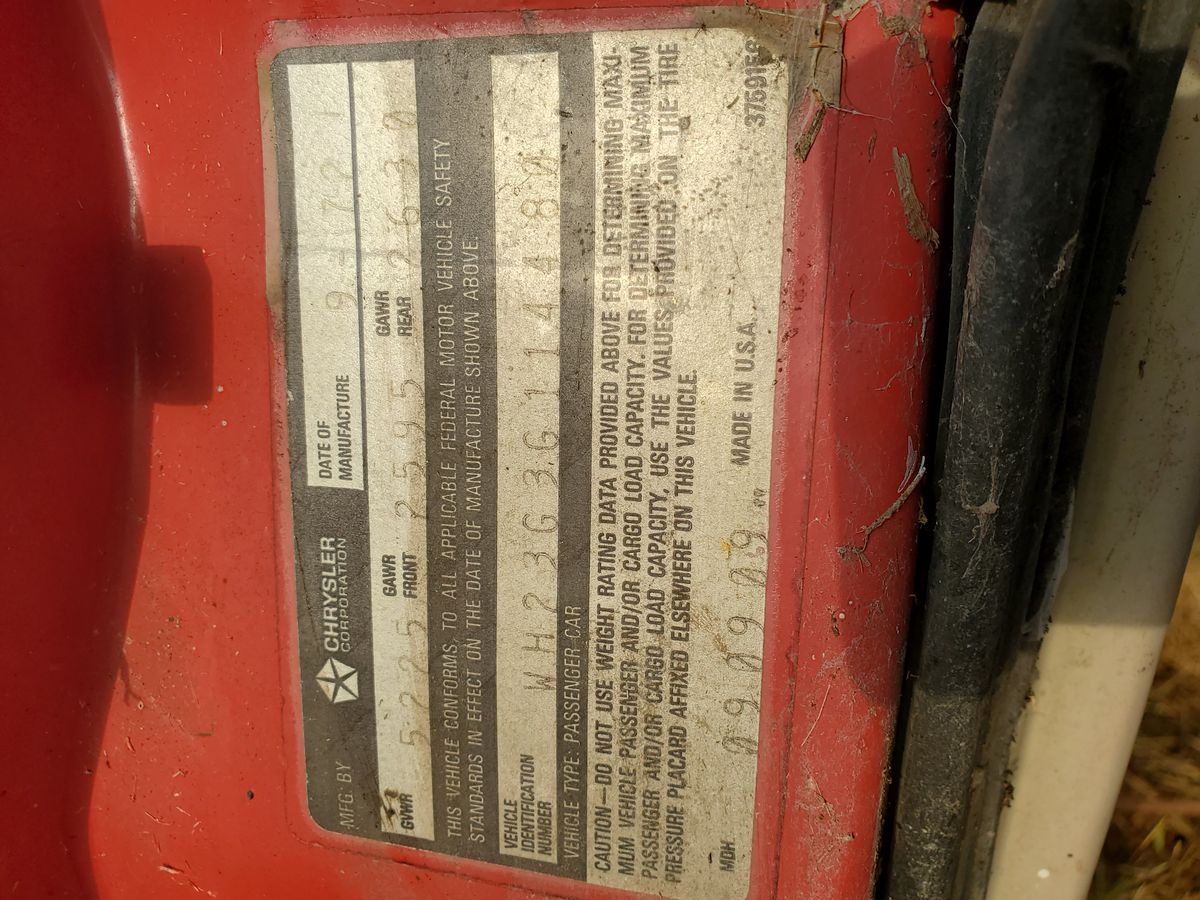 MFG. BY CHRYSLER CORPORATION
DATE OF MANUFACTURE 9-72
GVWR 5225 GAWR FRONT 2595 GAWR REAR 2630
THIS VEHICLE CONFORMS TO ALL APPLICABLE FEDERAL MOTOR VEHICLE SAFETY
STANDARDS IN EFFECT ON THE DATE OF MANUFACTURE SHOWN ABOVE.
VEHICLE IDENTIFICATION NUMBER WH23G3G114480
VEHICLE TYPE: PASSENGER CAR
CAUTION—DO NOT USE WEIGHT RATING DATA PROVIDED ABOVE FOR DETERMINING MAXI-
MUM VEHICLE PASSENGER AND/OR CARGO LOAD CAPACITY. FOR DETERMINING MAXIMUM
PASSENGER AND/OR CARGO LOAD CAPACITY, USE THE VALUES PROVIDED ON THE TIRE
PRESSURE PLACARD AFFIXED ELSEWHERE ON THIS VEHICLE.
MDH 090909 MADE IN U.S.A.